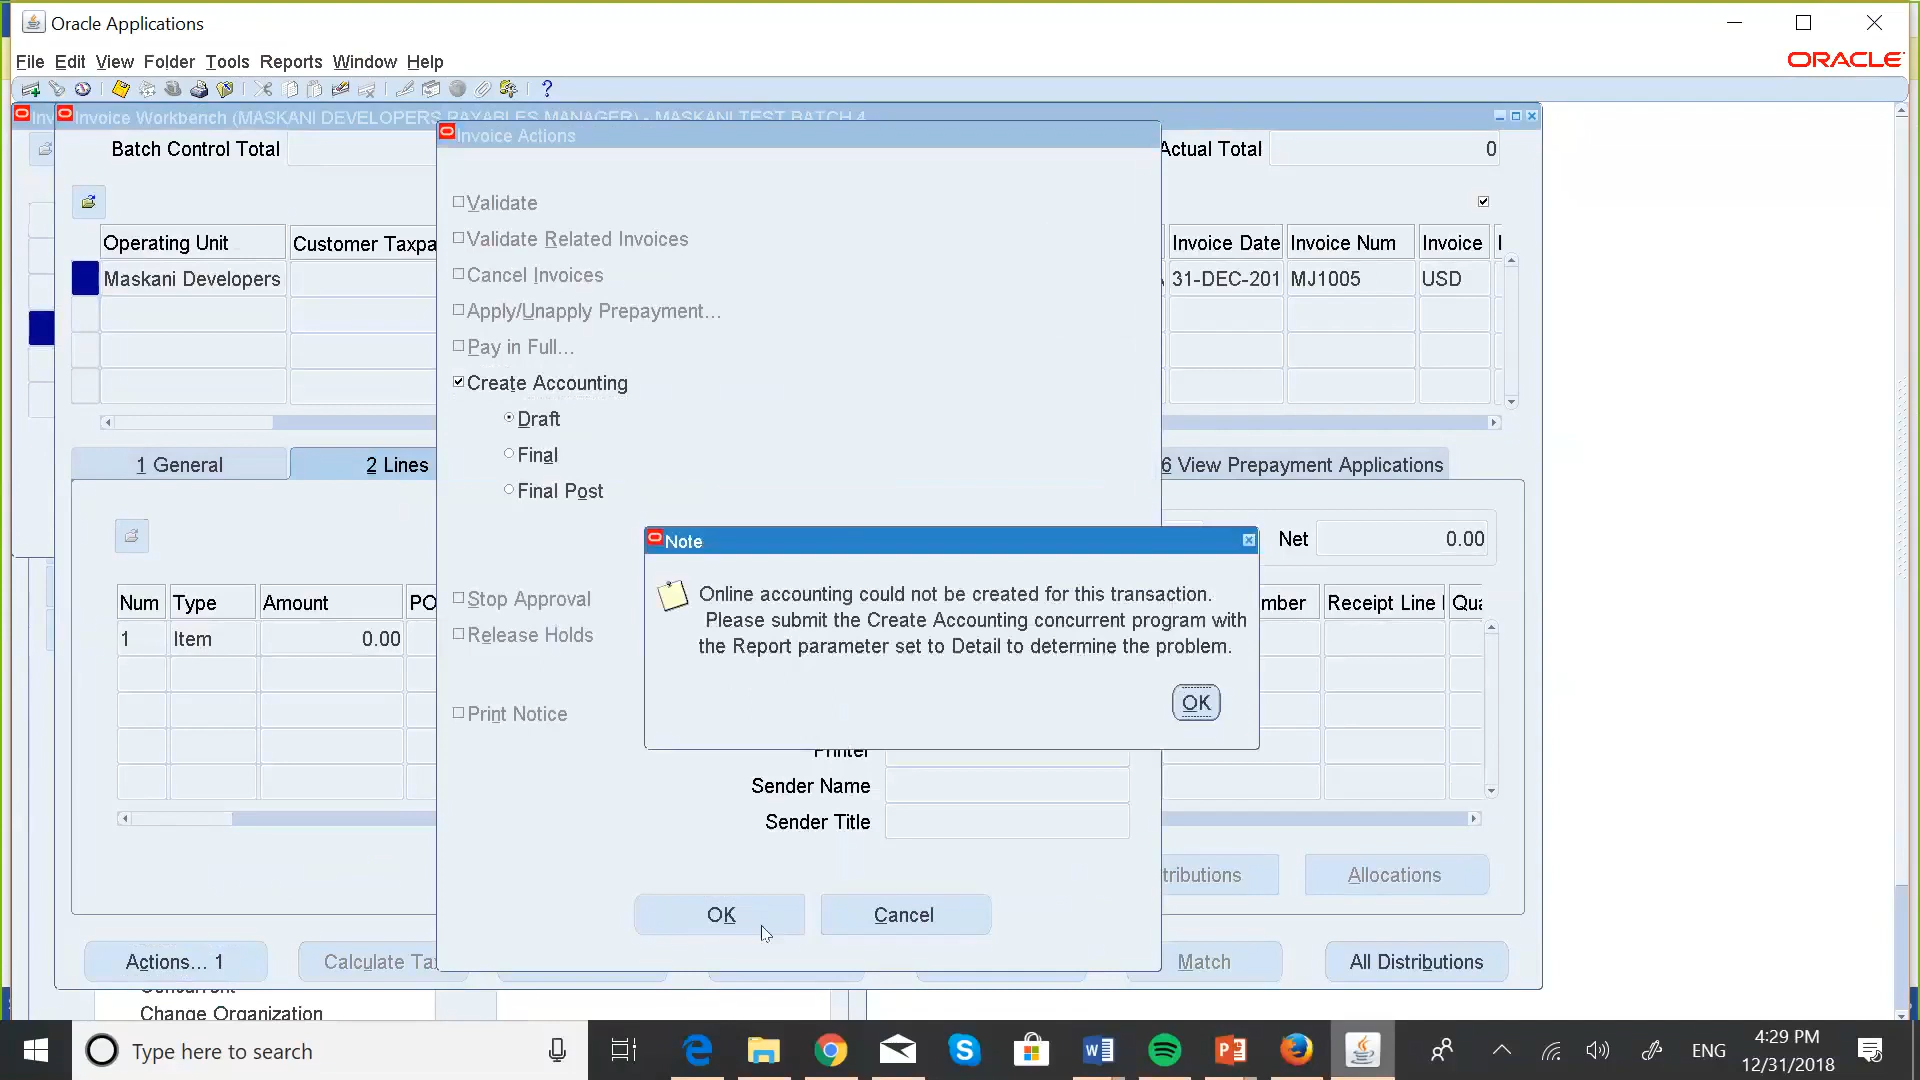 Oracle Applications
File Edit View Folder Tools Reports Window Help
ORACLE
Invoice Workbench (MASKANI DEVELOPERS PAYABLES MANAGER) - MASKANI TEST BATCH 4
Invoice Actions
Batch Control Total
Actual Total 0
Validate
Validate Related Invoices
Cancel Invoices
Apply/Unapply Prepayment...
Pay in Full...
Create Accounting
Draft
Final
Final Post
Stop Approval
Release Holds
Print Notice
Operating Unit Customer Taxpa
Invoice Date Invoice Num Invoice
Maskani Developers
31-DEC-201 MJ1005 USD
1 General 2 Lines
6 View Prepayment Applications
Net 0.00
Num Type Amount PO
mber Receipt Line Qua
1 Item 0.00
Note
Online accounting could not be created for this transaction.
Please submit the Create Accounting concurrent program with
the Report parameter set to Detail to determine the problem.
OK
Printer
Sender Name
Sender Title
OK Cancel
tributions Allocations
Actions... 1 Calculate Tax
Match All Distributions
Concurrent
Change Organization
Type here to search
ENG
4:29 PM
12/31/2018